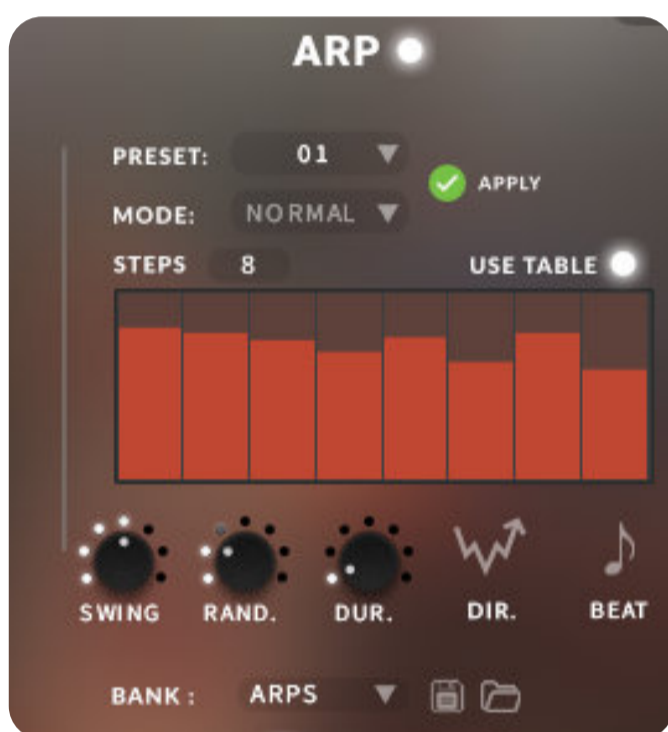 ARP
PRESET: 01
APPLY
MODE: NORMAL
STEPS 8 USE TABLE
SWING RAND. DUR. DIR. BEAT
BANK : ARPS